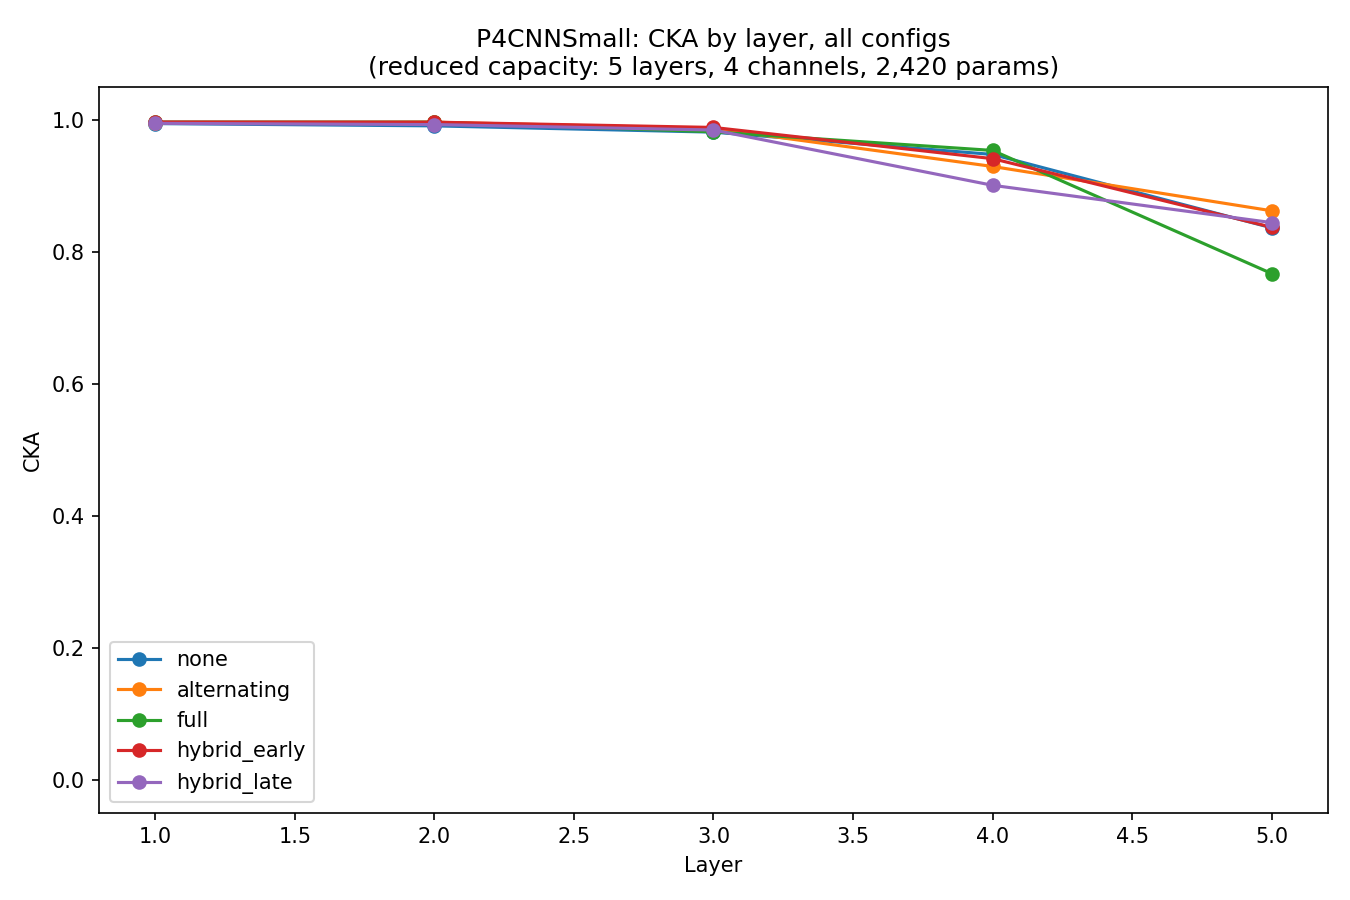 P4CNNSmall: CKA by layer, all configs
(reduced capacity: 5 layers, 4 channels, 2,420 params)
CKA
1.0
0.8
0.6
0.4
0.2
0.0
none
alternating
full
hybrid_early
hybrid_late
1.0 1.5 2.0 2.5 3.0 3.5 4.0 4.5 5.0
Layer